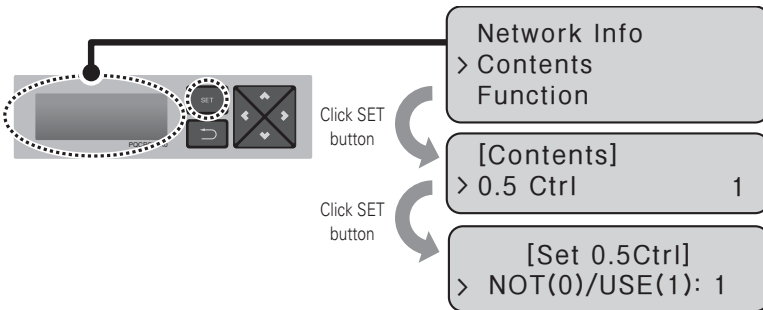 Network Info
> Contents
Function
SET
Click SET
button
[Contents]
> 0.5 Ctrl 1
Click SET
button
[Set 0.5Ctrl]
> NOT(0)/USE(1): 1